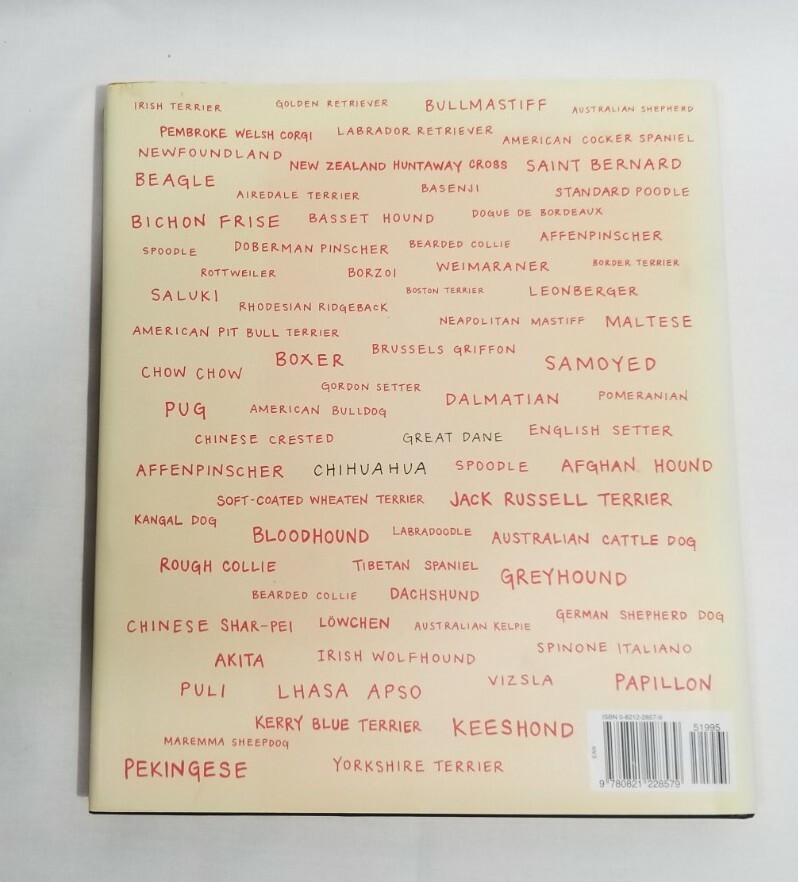 IRISH TERRIER GOLDEN RETRIEVER BULLMASTIFF AUSTRALIAN SHEPHERD
PEMBROKE WELSH CORGI LABRADOR RETRIEVER AMERICAN COCKER SPANIEL
NEWFOUNDLAND NEW ZEALAND HUNTAWAY CROSS SAINT BERNARD
BEAGLE AIREDALE TERRIER BASENJI STANDARD POODLE
BICHON FRISE BASSET HOUND DOGUE DE BORDEAUX
SPOODLE DOBERMAN PINSCHER BEARDED COLLIE AFFENPINSCHER
ROTTWEILER BORZOI WEIMARANER BORDER TERRIER
SALUKI RHODESIAN RIDGEBACK BOSTON TERRIER LEONBERGER
AMERICAN PIT BULL TERRIER NEAPOLITAN MASTIFF MALTESE
CHOW CHOW BOXER BRUSSELS GRIFFON SAMOYED
GORDON SETTER
PUG AMERICAN BULLDOG DALMATIAN POMERANIAN
CHINESE CRESTED GREAT DANE ENGLISH SETTER
AFFENPINSCHER CHIHUAHUA SPOODLE AFGHAN HOUND
SOFT-COATED WHEATEN TERRIER JACK RUSSELL TERRIER
KANGAL DOG BLOODHOUND LABRADOODLE AUSTRALIAN CATTLE DOG
ROUGH COLLIE TIBETAN SPANIEL GREYHOUND
BEARDED COLLIE DACHSHUND
CHINESE SHAR-PEI LÖWCHEN AUSTRALIAN KELPIE GERMAN SHEPHERD DOG
AKITA IRISH WOLFHOUND SPINONE ITALIANO
PULI LHASA APSO VIZSLA PAPILLON
KERRY BLUE TERRIER KEESHOND
MAREMMA SHEEPDOG
PEKINGESE YORKSHIRE TERRIER
ISBN 0-8212-2857-9
51995
EAN
9 780821 228579